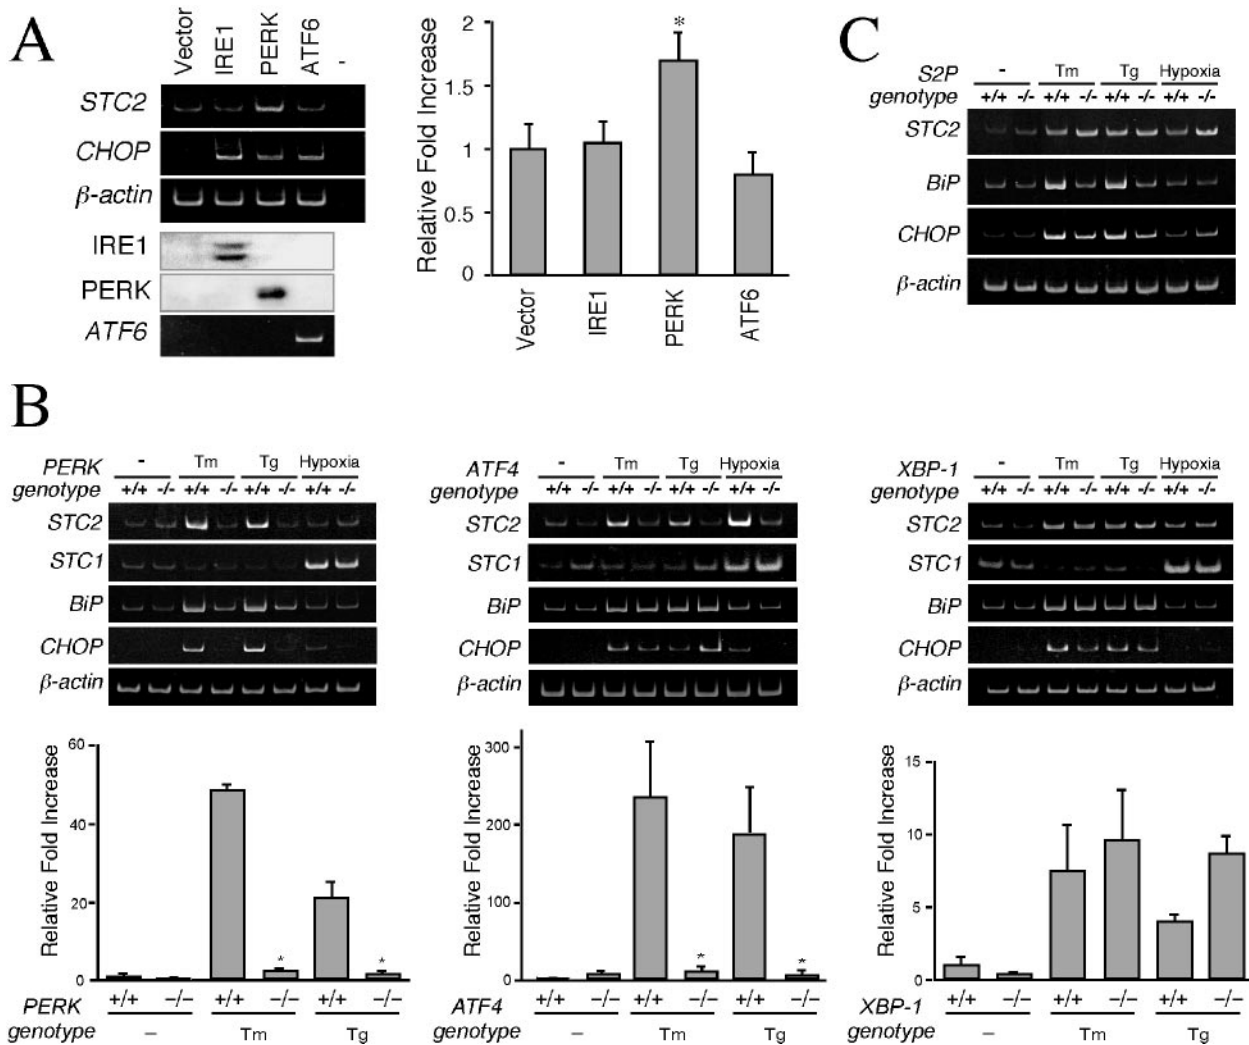 A
Vector
IRE1
PERK
ATF6
-
STC2
CHOP
β-actin
IRE1
PERK
ATF6
Relative Fold Increase
2
1.5
1
0.5
0
*
Vector
IRE1
PERK
ATF6
C
S2P - Tm Tg Hypoxia
genotype +/+ -/- +/+ -/- +/+ -/- +/+ -/-
STC2
BiP
CHOP
β-actin
B
PERK - Tm Tg Hypoxia
genotype +/+ -/- +/+ -/- +/+ -/- +/+ -/-
STC2
STC1
BiP
CHOP
β-actin
ATF4 - Tm Tg Hypoxia
genotype +/+ -/- +/+ -/- +/+ -/- +/+ -/-
STC2
STC1
BiP
CHOP
β-actin
XBP-1 - Tm Tg Hypoxia
genotype +/+ -/- +/+ -/- +/+ -/- +/+ -/-
STC2
STC1
BiP
CHOP
β-actin
Relative Fold Increase
60
40
20
0
* *
PERK +/+ −/− +/+ −/− +/+ −/−
genotype − Tm Tg
Relative Fold Increase
300
200
100
0
* *
ATF4 +/+ −/− +/+ −/− +/+ −/−
genotype − Tm Tg
Relative Fold Increase
15
10
5
0
XBP-1 +/+ −/− +/+ −/− +/+ −/−
genotype − Tm Tg